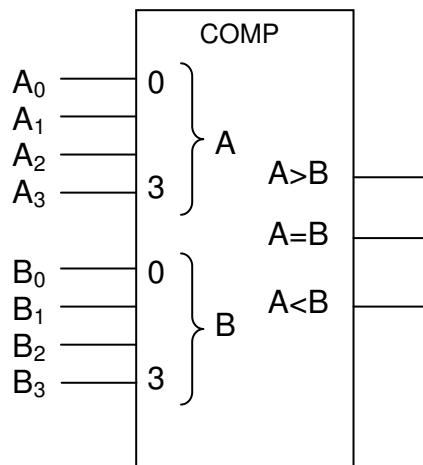 COMP
A₀ 0
A₁
A₂ A
A₃ 3
A>B
A=B
B₀ 0
B₁ A<B
B₂ B
B₃ 3